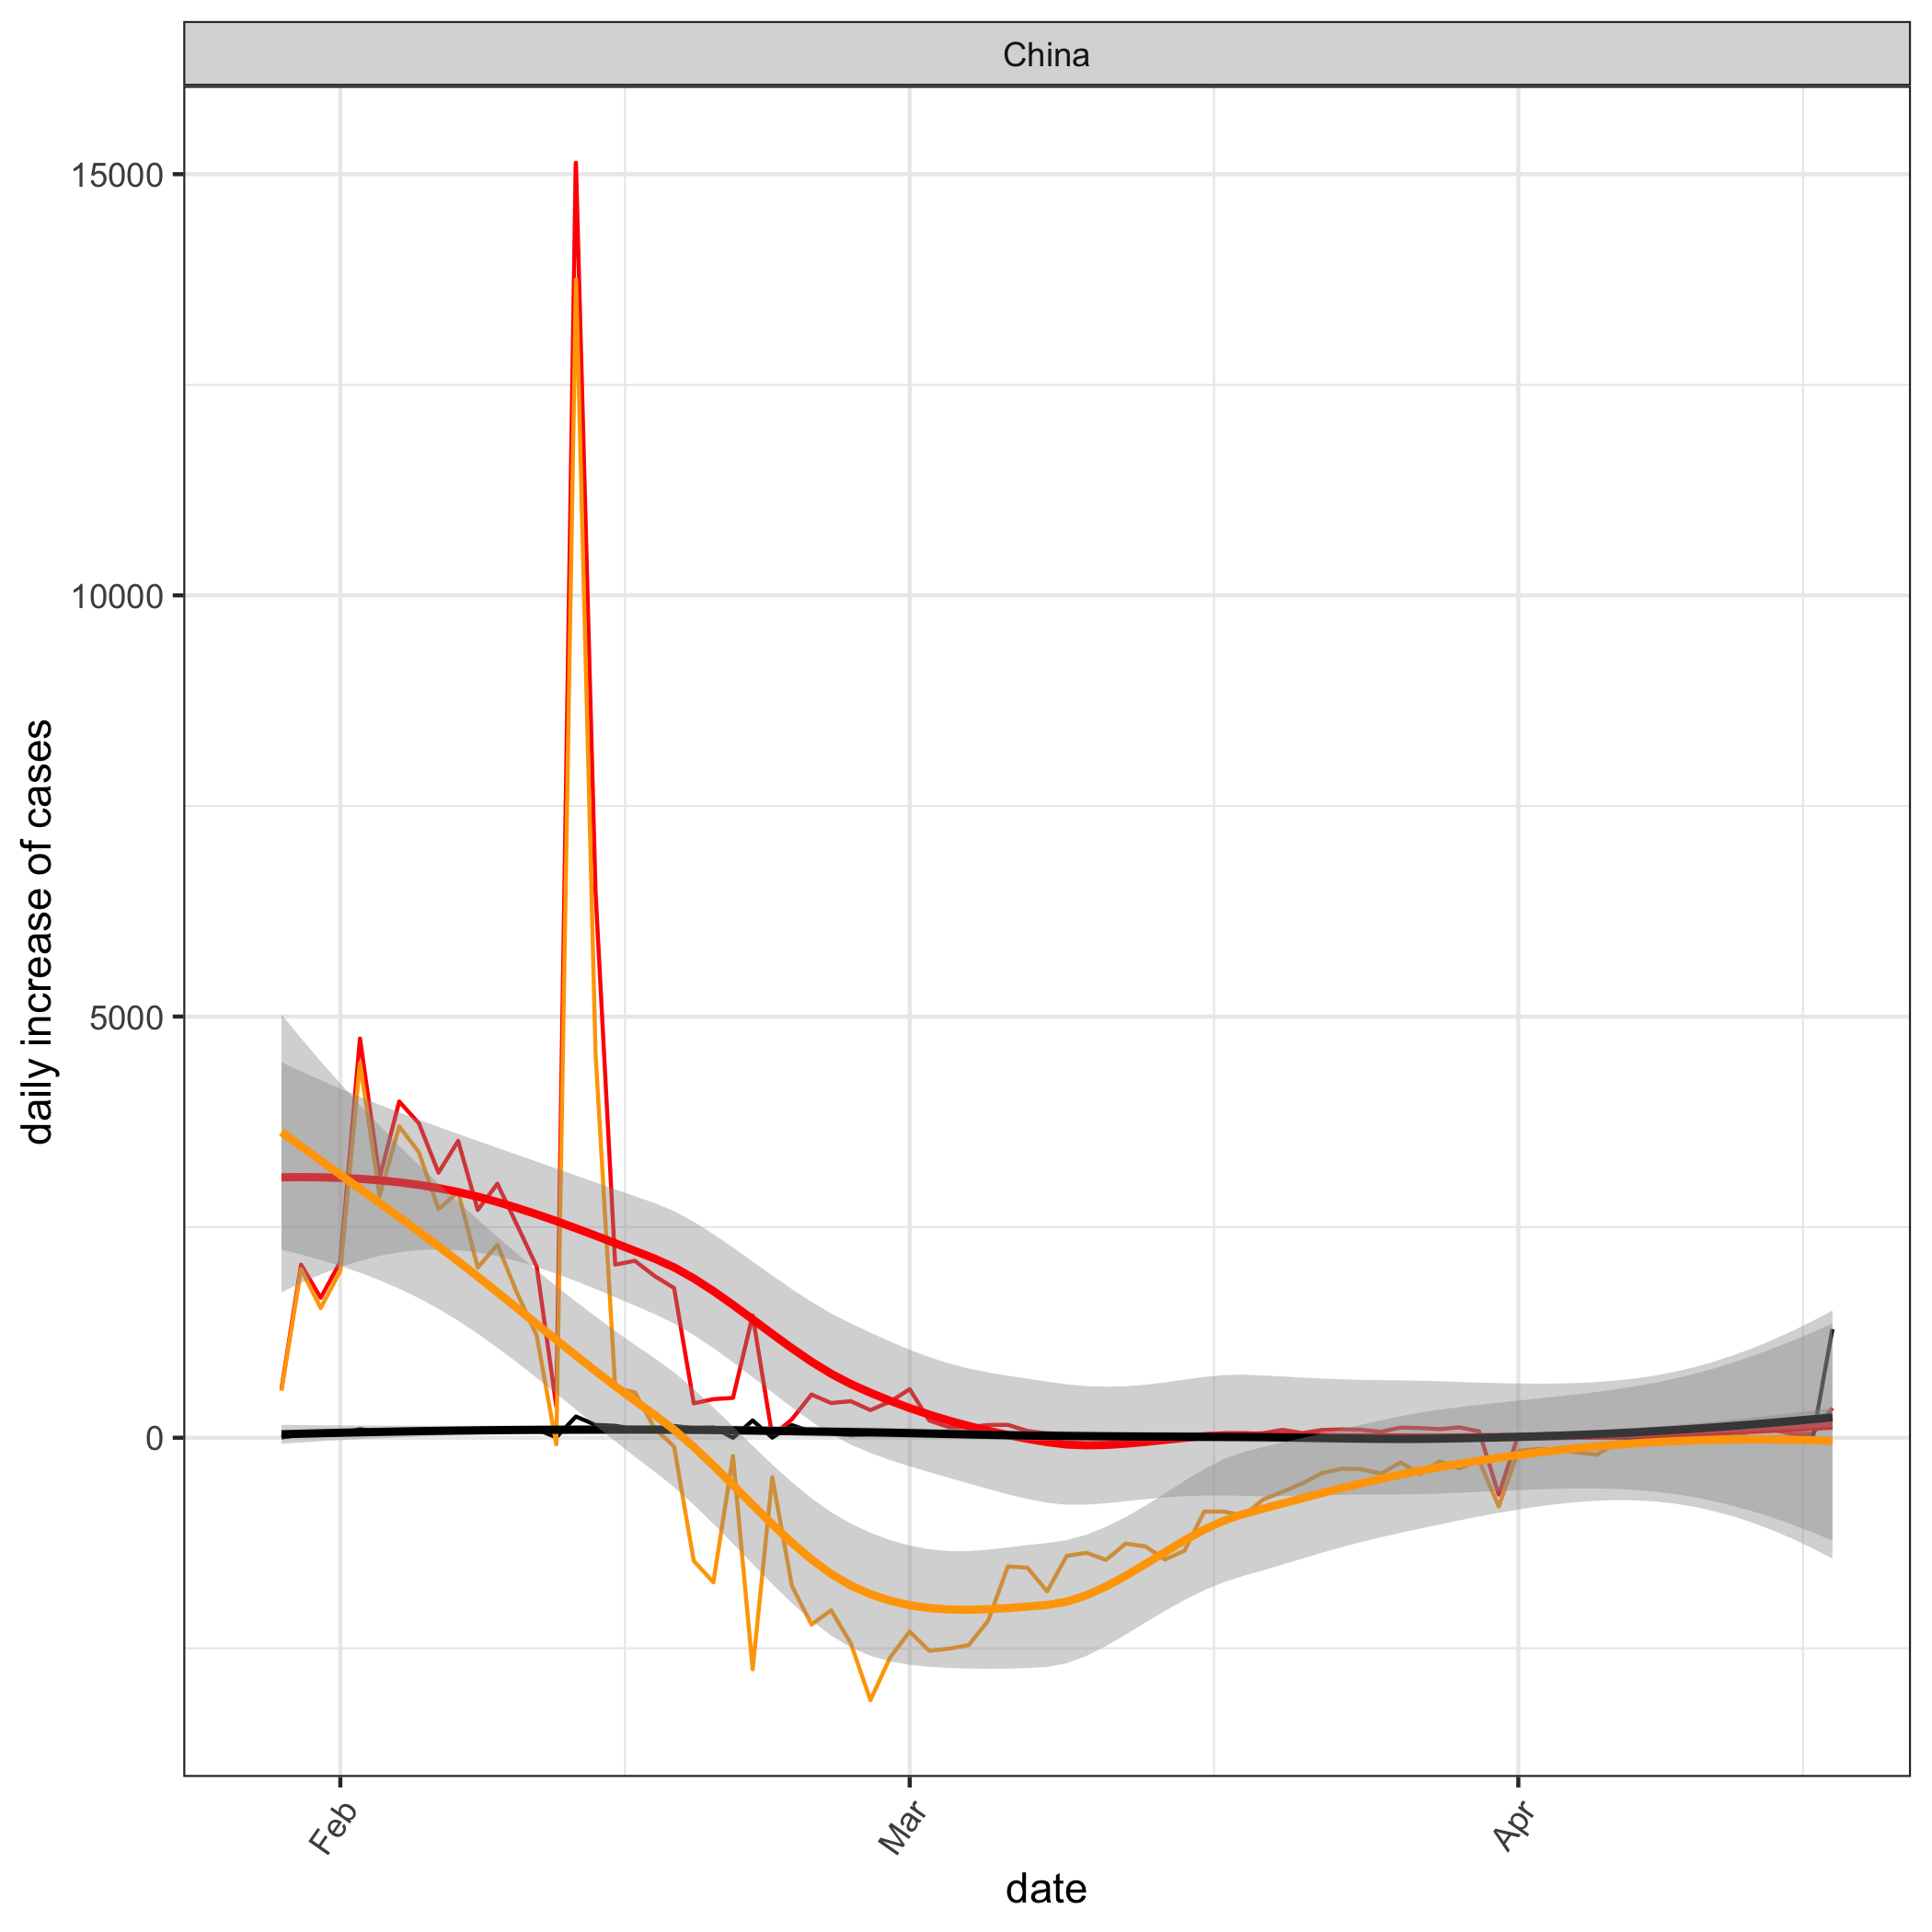 China
daily increase of cases
15000
10000
5000
0
Feb
Mar
Apr
date